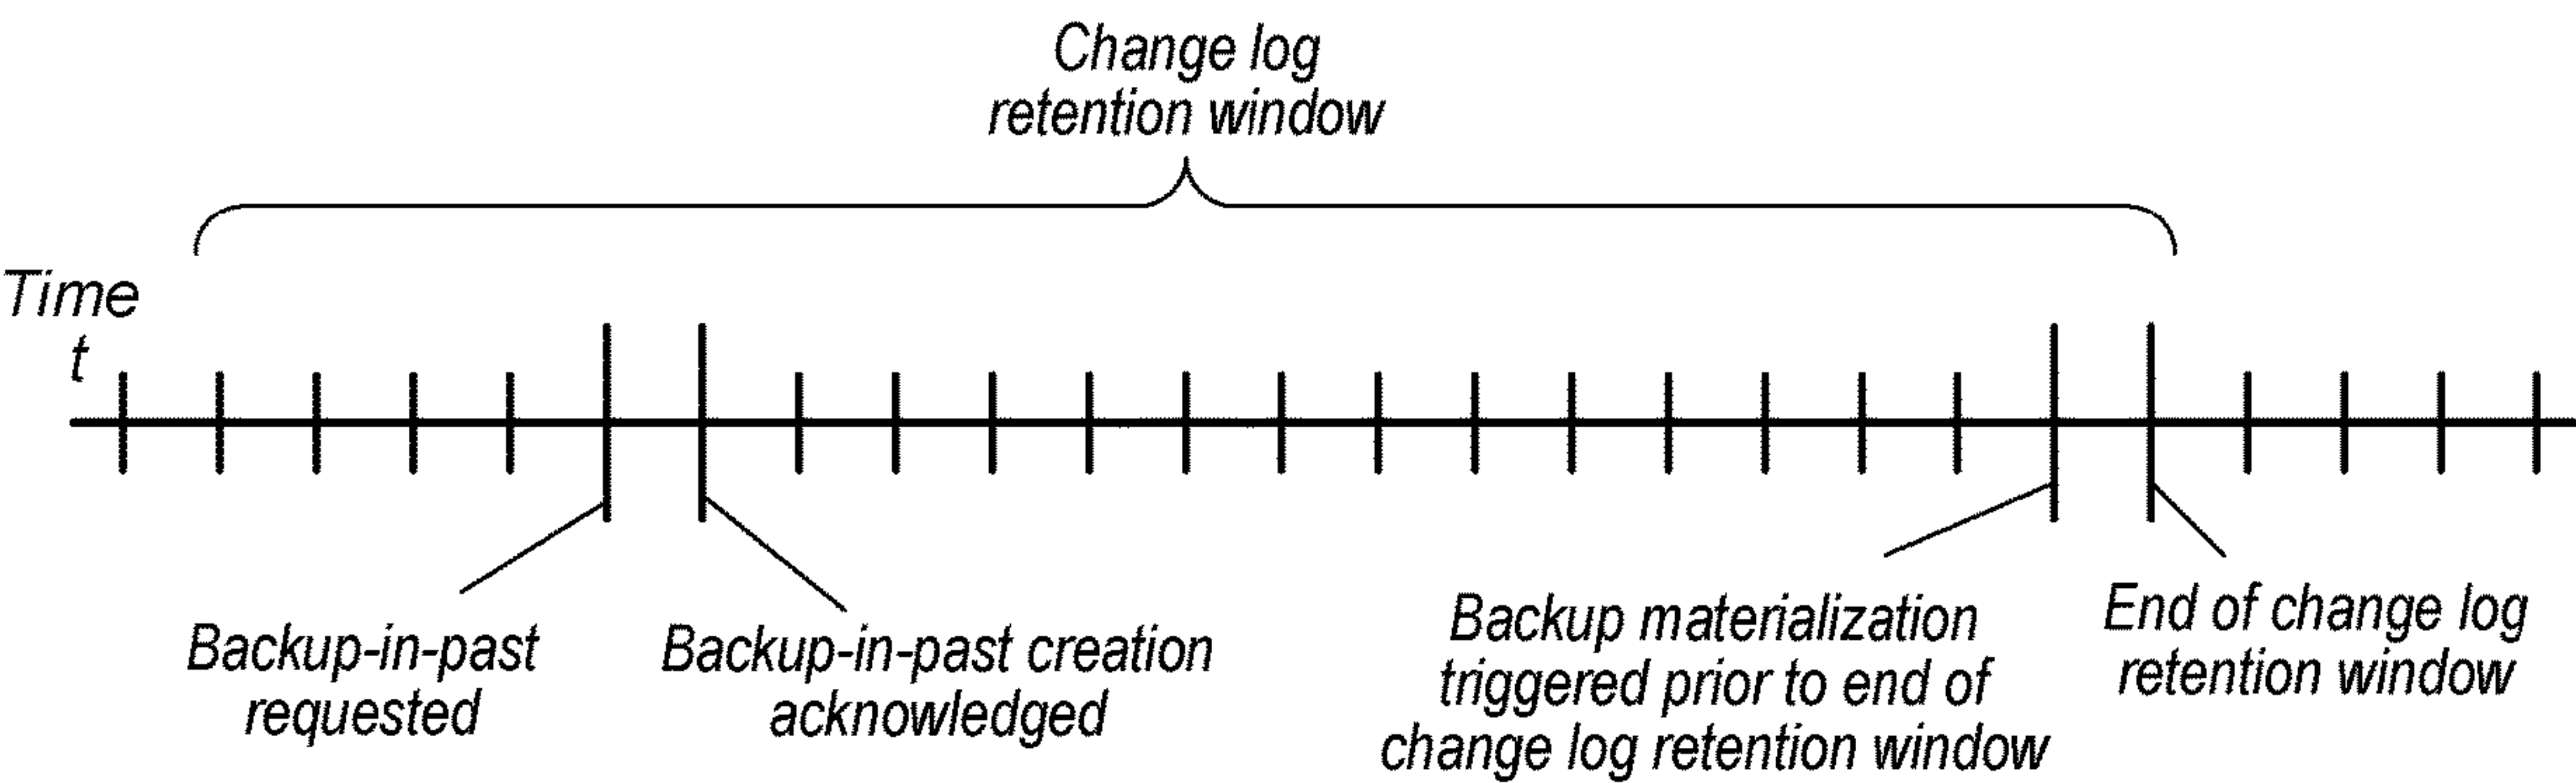 Change log
retention window
Time
t
Backup-in-past
requested
Backup-in-past creation
acknowledged
Backup materialization
triggered prior to end of
change log retention window
End of change log
retention window